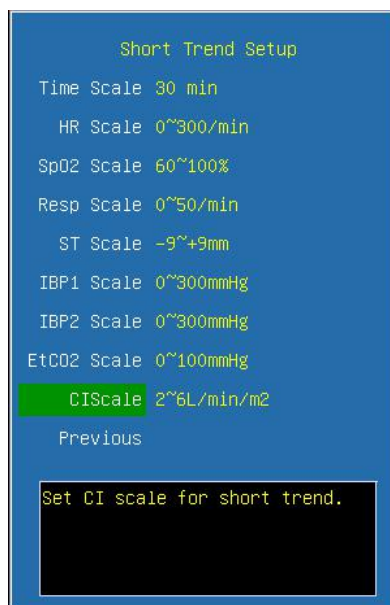 Short Trend Setup
Time Scale 30 min
HR Scale 0~300/min
SpO2 Scale 60~100%
Resp Scale 0~50/min
ST Scale -9~+9mm
IBP1 Scale 0~300mmHg
IBP2 Scale 0~300mmHg
EtCO2 Scale 0~100mmHg
CIScale 2~6L/min/m2
Previous
Set CI scale for short trend.